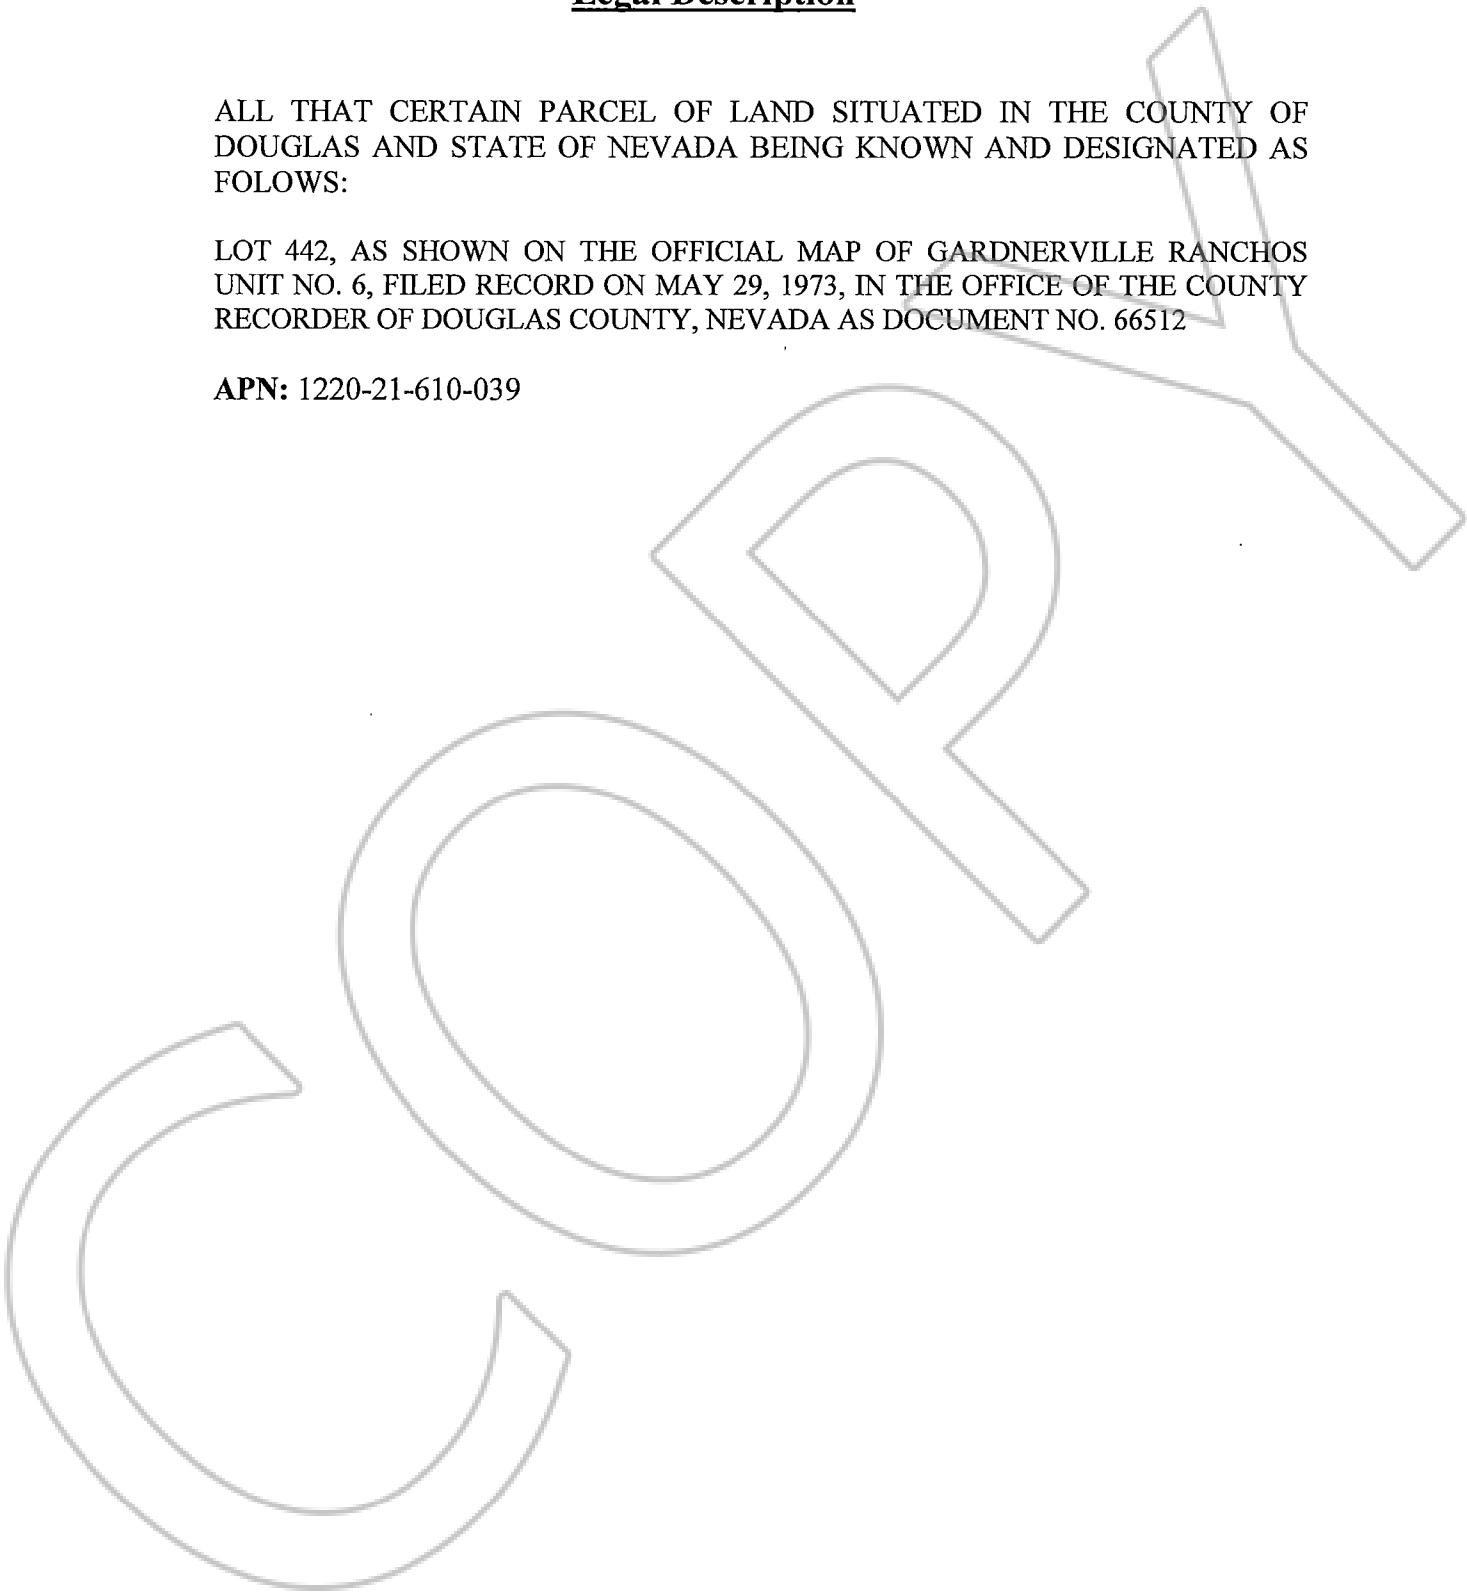 Legal Description
ALL THAT CERTAIN PARCEL OF LAND SITUATED IN THE COUNTY OF
DOUGLAS AND STATE OF NEVADA BEING KNOWN AND DESIGNATED AS
FOLOWS:
LOT 442, AS SHOWN ON THE OFFICIAL MAP OF GARDNERVILLE RANCHOS
UNIT NO. 6, FILED RECORD ON MAY 29, 1973, IN THE OFFICE OF THE COUNTY
RECORDER OF DOUGLAS COUNTY, NEVADA AS DOCUMENT NO. 66512
APN: 1220-21-610-039
COPY